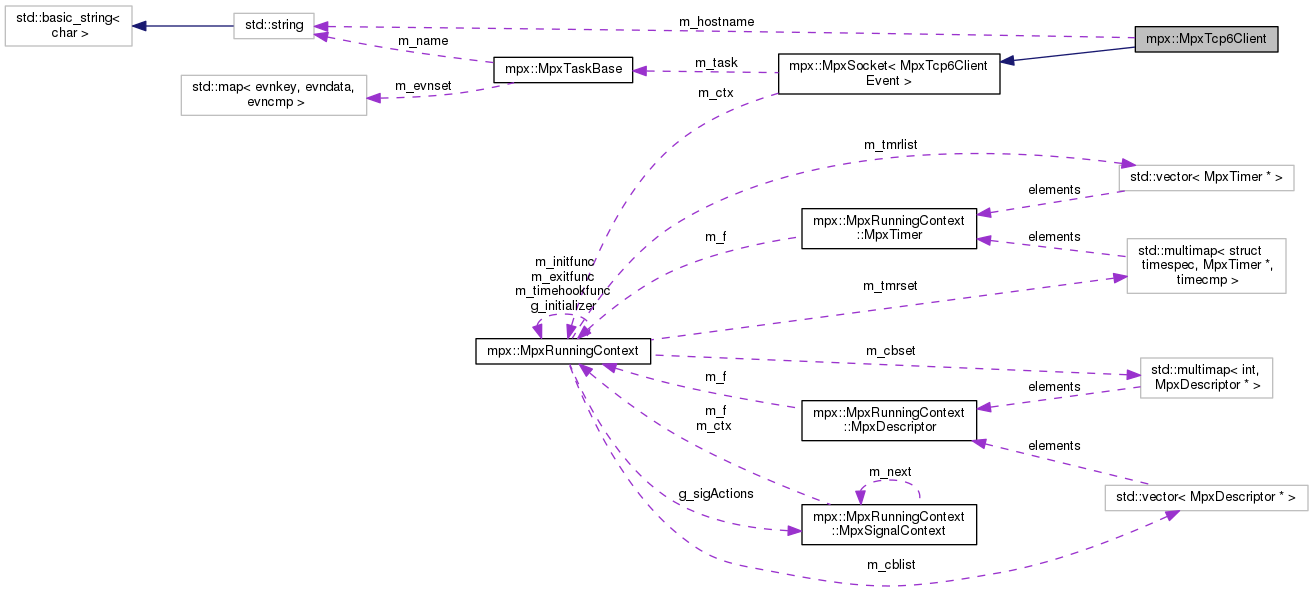 std::basic_string<
char >
std::string
m_hostname
mpx::MpxTcp6Client
m_name
mpx::MpxTaskBase
m_task
mpx::MpxSocket< MpxTcp6Client
Event >
std::map< evnkey, evndata,
evncmp >
m_evnset
m_ctx
m_tmrlist
std::vector< MpxTimer * >
elements
mpx::MpxRunningContext
::MpxTimer
m_f
elements
std::multimap< struct
timespec, MpxTimer *,
timecmp >
m_initfunc
m_exitfunc
m_timehookfunc
g_initializer
m_tmrset
mpx::MpxRunningContext
m_cbset
std::multimap< int,
MpxDescriptor * >
m_f
elements
mpx::MpxRunningContext
::MpxDescriptor
m_f
m_ctx
elements
m_next
g_sigActions
std::vector< MpxDescriptor * >
mpx::MpxRunningContext
::MpxSignalContext
m_cblist